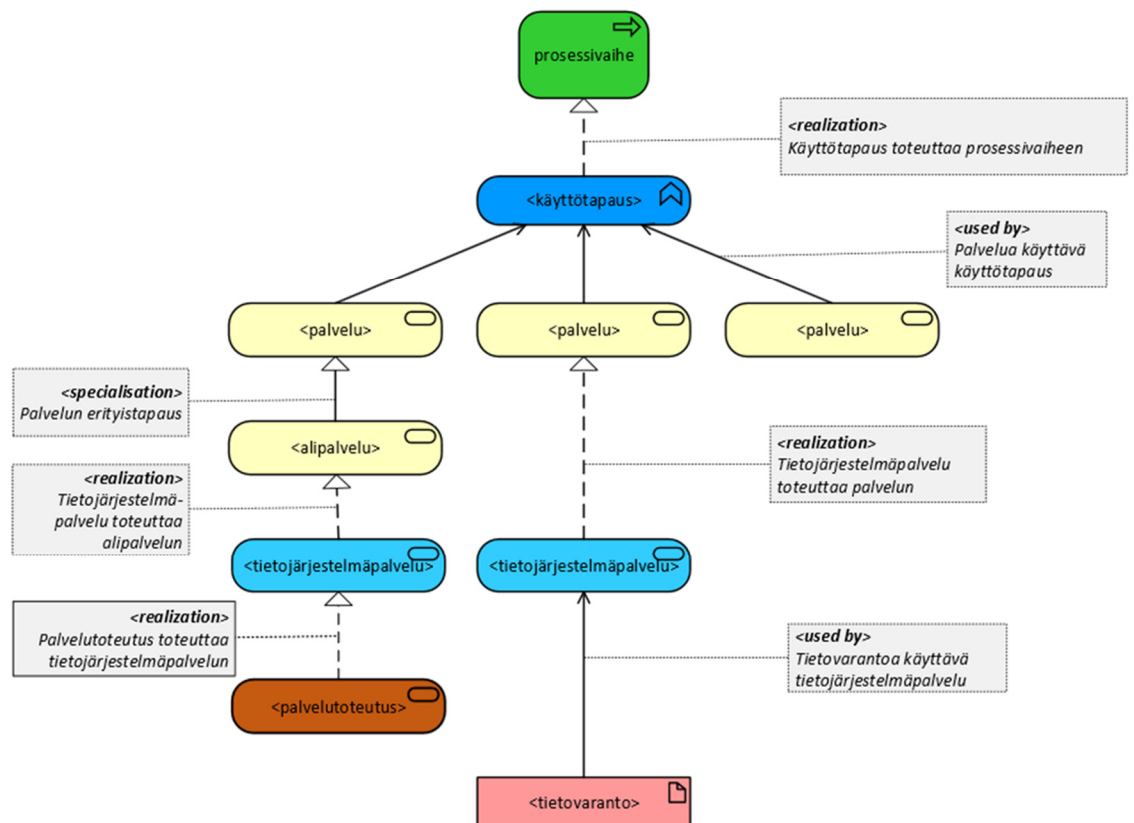 prosessivaihe
<realization>
Käyttötapaus toteuttaa prosessivaiheen
<käyttötapaus>
<used by>
Palvelua käyttävä
käyttötapaus
<palvelu>
<palvelu>
<palvelu>
<specialisation>
Palvelun erityistapaus
<alipalvelu>
<realization>
Tietojärjestelmäpalvelu
toteuttaa palvelun
<realization>
Tietojärjestelmä-
palvelu toteuttaa
alipalvelun
<tietojärjestelmäpalvelu>
<tietojärjestelmäpalvelu>
<realization>
Palvelutoteutus toteuttaa
tietojärjestelmäpalvelun
<used by>
Tietovarantoa käyttävä
tietojärjestelmäpalvelu
<palvelutoteutus>
<tietovaranto>